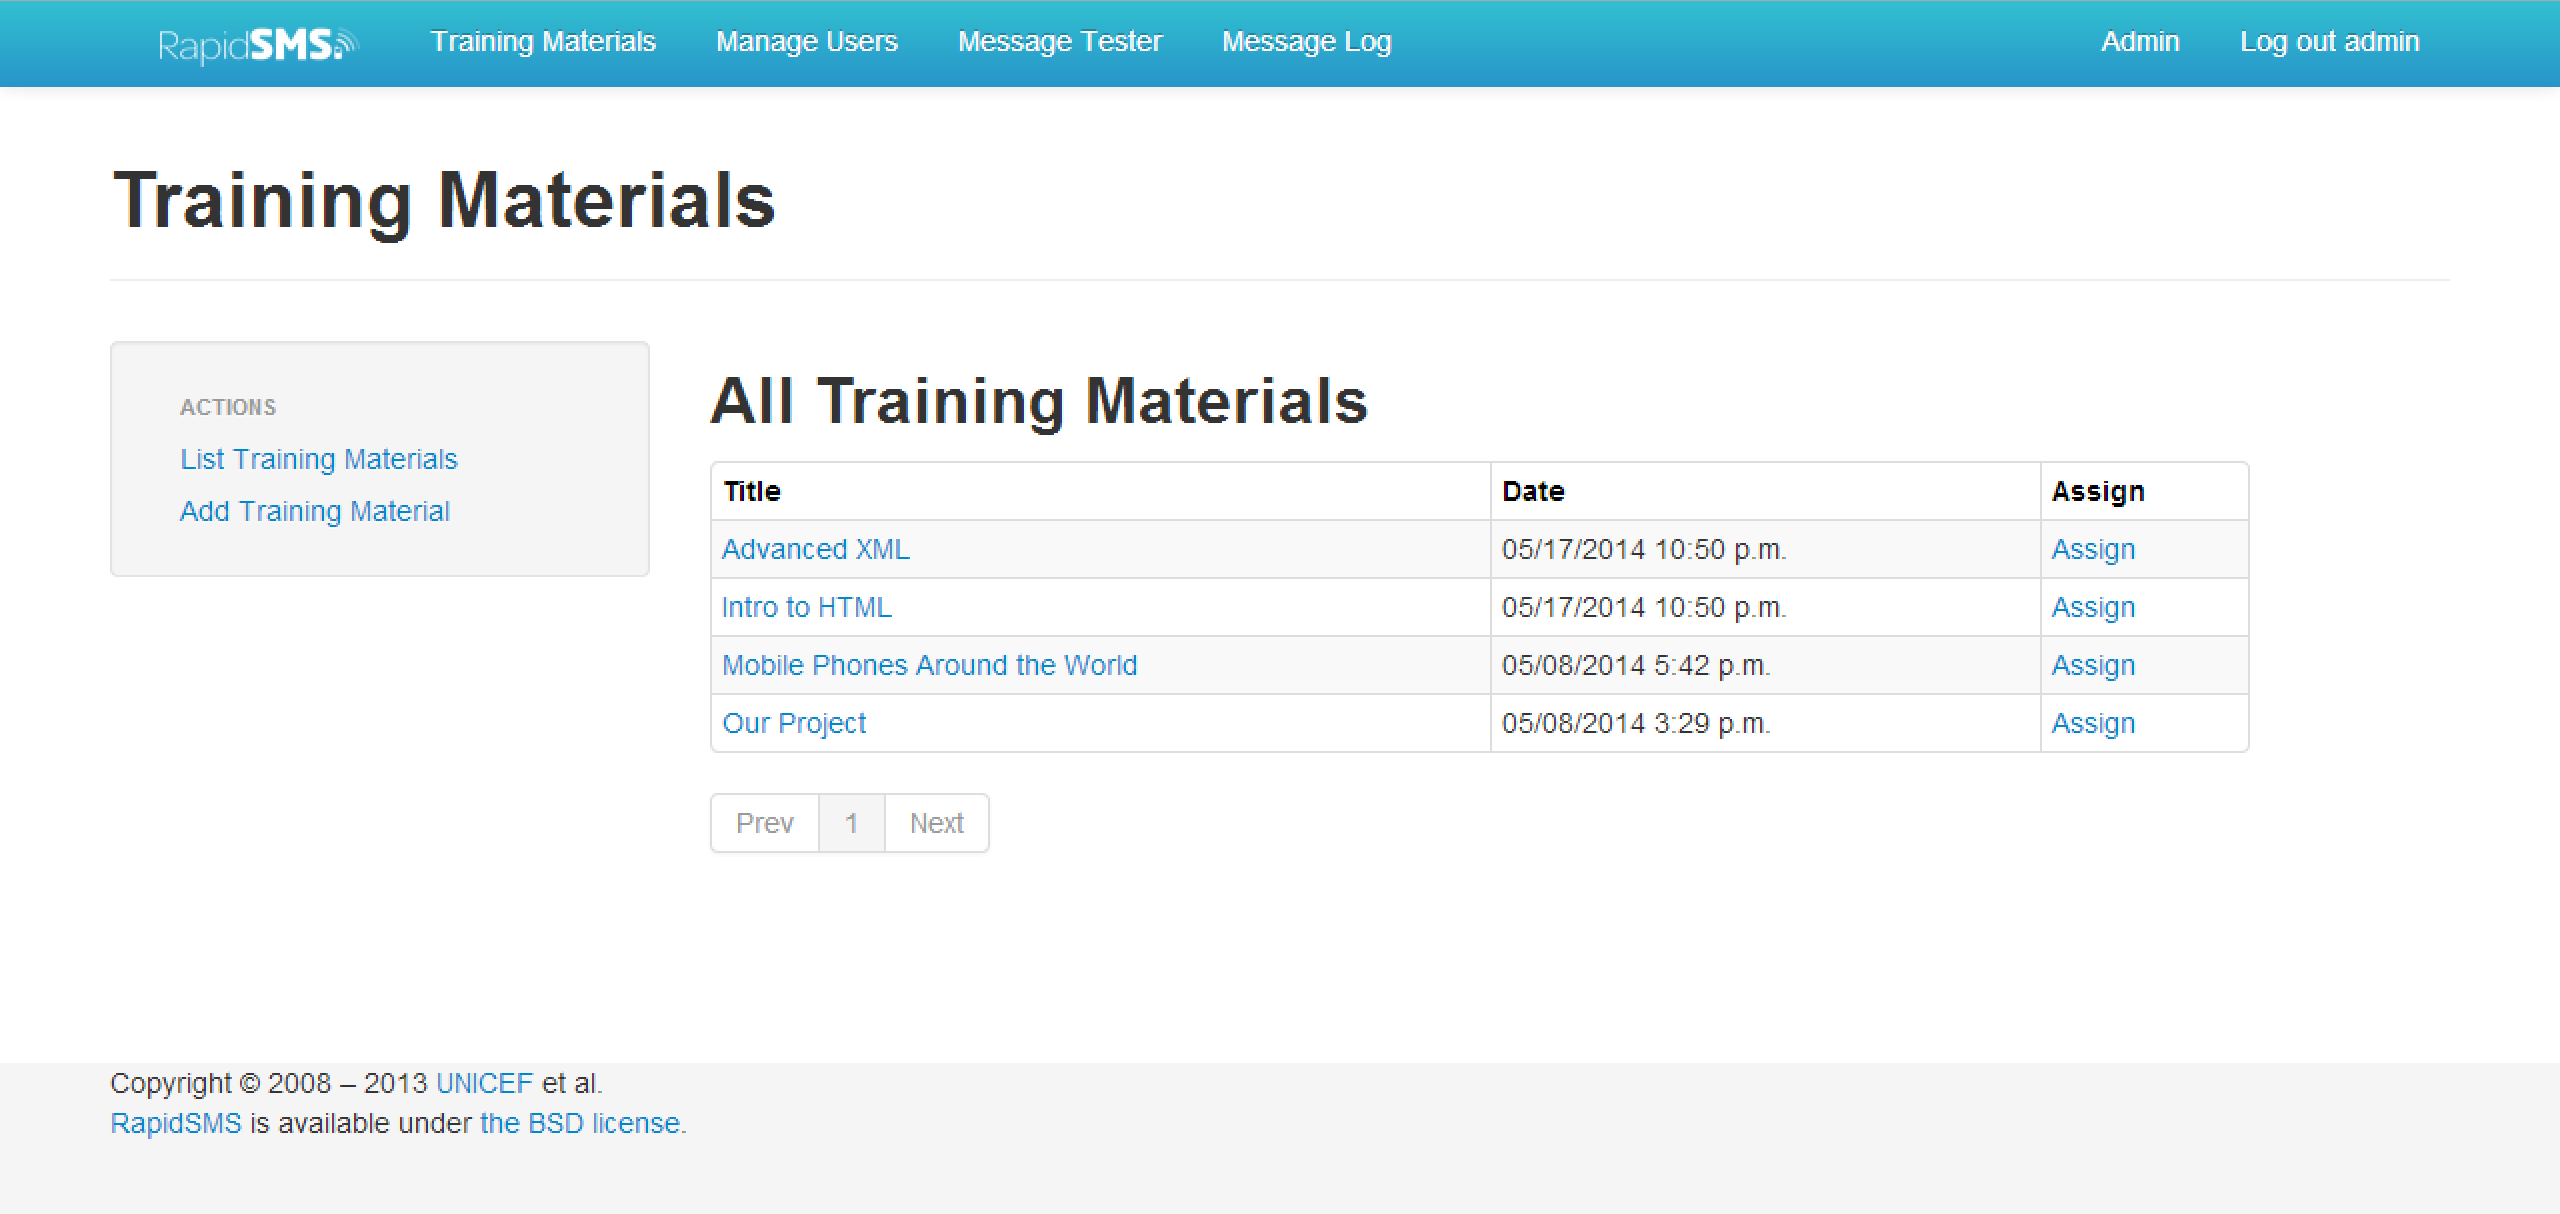 RapidSMS Training Materials Manage Users Message Tester Message Log Admin Log out admin
Training Materials
ACTIONS
List Training Materials
Add Training Material
All Training Materials
Title Date Assign
Advanced XML 05/17/2014 10:50 p.m. Assign
Intro to HTML 05/17/2014 10:50 p.m. Assign
Mobile Phones Around the World 05/08/2014 5:42 p.m. Assign
Our Project 05/08/2014 3:29 p.m. Assign
Prev 1 Next
Copyright © 2008 – 2013 UNICEF et al.
RapidSMS is available under the BSD license.